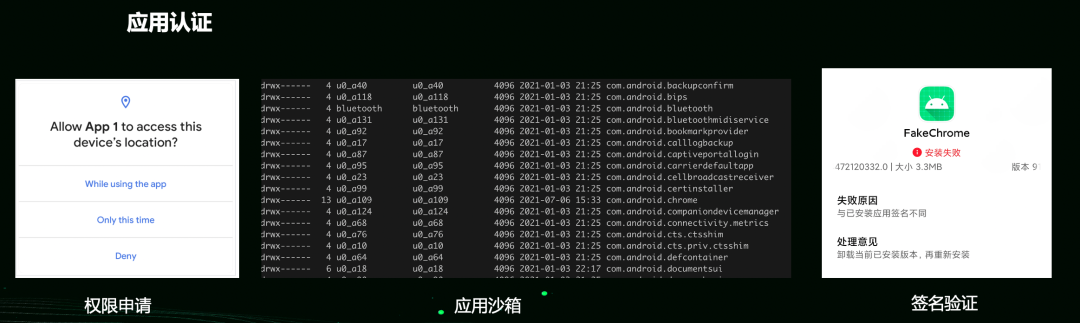 应用认证
Allow App 1 to access this
device's location?
While using the app
Only this time
Deny
drwx------ 4 u0_a40 u0_a40 4096 2021-01-03 21:25 com.android.backupconfirm
drwx------ 4 u0_a118 u0_a118 4096 2021-01-03 21:25 com.android.bips
drwx------ 4 bluetooth bluetooth 4096 2021-01-03 21:25 com.android.bluetooth
drwx------ 4 u0_a131 u0_a131 4096 2021-01-03 21:25 com.android.bluetoothmidiservice
drwx------ 4 u0_a92 u0_a92 4096 2021-01-03 21:25 com.android.bookmarkprovider
drwx------ 4 u0_a17 u0_a17 4096 2021-01-03 21:25 com.android.calllogbackup
drwx------ 4 u0_a87 u0_a87 4096 2021-01-03 21:25 com.android.captiveportallogin
drwx------ 4 u0_a95 u0_a95 4096 2021-01-03 21:25 com.android.carrierdefaultapp
drwx------ 4 u0_a23 u0_a23 4096 2021-01-03 21:25 com.android.cellbroadcastreceiver
drwx------ 4 u0_a99 u0_a99 4096 2021-01-03 21:25 com.android.certinstaller
drwx------ 13 u0_a109 u0_a109 4096 2021-07-06 15:33 com.android.chrome
drwx------ 4 u0_a124 u0_a124 4096 2021-01-03 21:25 com.android.companiondevicemanager
drwx------ 4 u0_a68 u0_a68 4096 2021-01-03 21:25 com.android.connectivity.metrics
drwx------ 4 u0_a76 u0_a76 4096 2021-01-03 21:25 com.android.cts.ctsshim
drwx------ 4 u0_a10 u0_a10 4096 2021-01-03 21:25 com.android.cts.priv.ctsshim
drwx------ 4 u0_a64 u0_a64 4096 2021-01-03 21:25 com.android.defcontainer
drwx------ 6 u0_a18 u0_a18 4096 2021-01-03 22:17 com.android.documentsui
FakeChrome
安装失败
472120332.0 | 大小 3.3MB 版本 9
失败原因
与已安装应用签名不同
处理意见
卸载当前已安装版本，再重新安装
权限申请
应用沙箱
签名验证